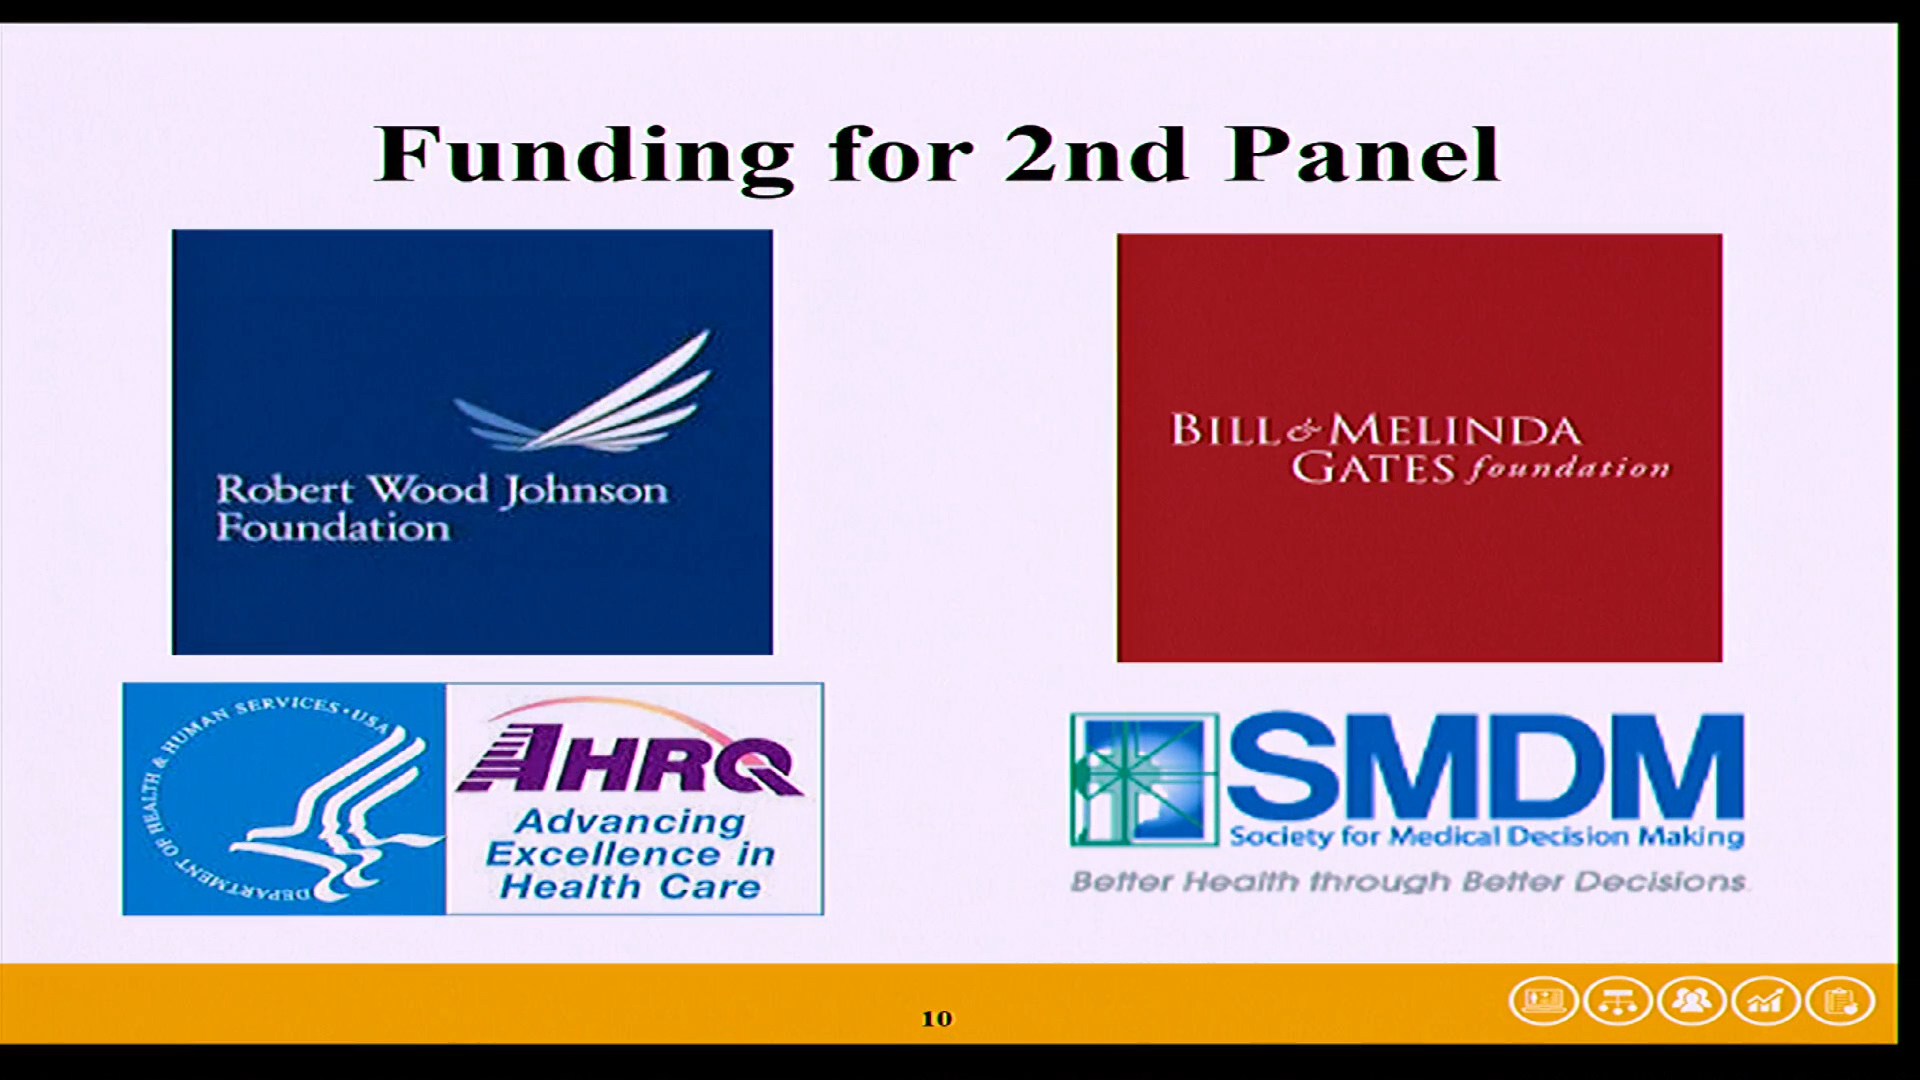 Funding for 2nd Panel
Robert Wood Johnson
Foundation
BILL & MELINDA
GATES foundation
DEPARTMENT OF HEALTH & HUMAN SERVICES • USA
AHRQ
Advancing
Excellence in
Health Care
SMDM
Society for Medical Decision Making
Better Health through Better Decisions
10